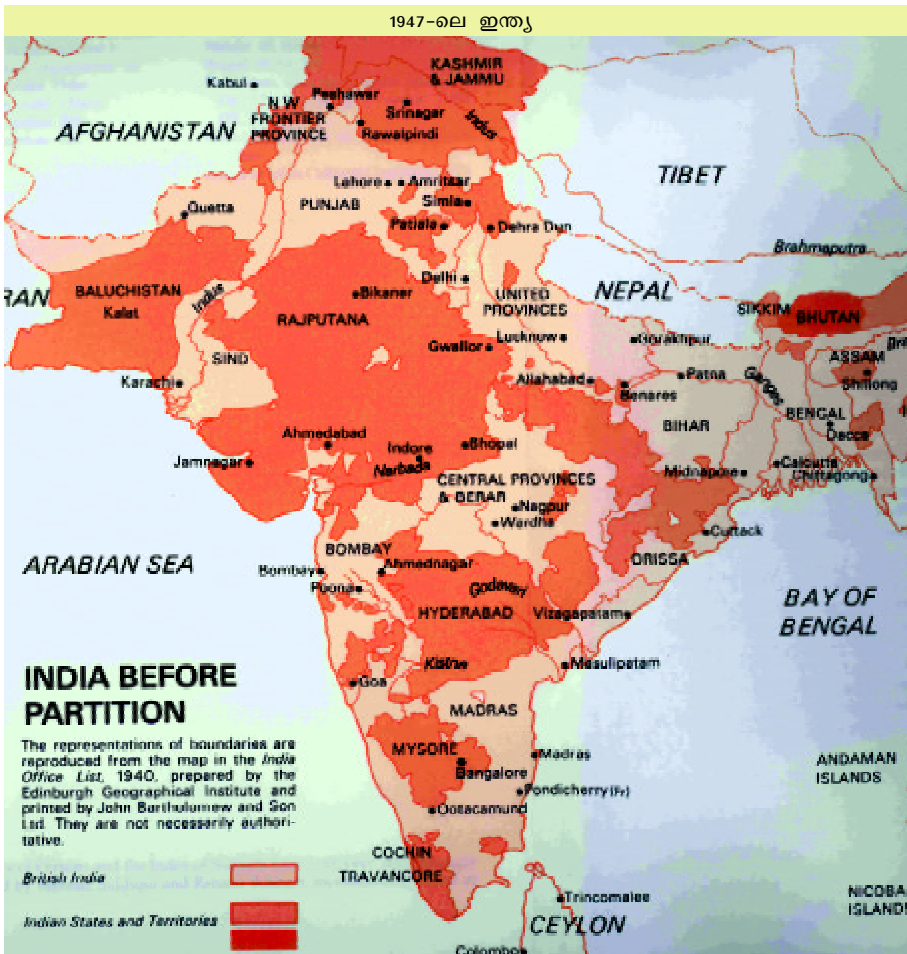 1947-ലെ ഇന്ത്യ
KASHMIR
& JAMMU
Kabul
Peshawar
N W
FRONTIER
PROVINCE
Srinagar
Indus
AFGHANISTAN
Rawalpindi
TIBET
Lahore
Amritsar
Simla
PUNJAB
Quetta
Patiala
Dehra Dun
Brahmaputra
Delhi
NEPAL
RAN
BALUCHISTAN
Kalat
Indus
Bikaner
UNITED
PROVINCES
SIKKIM
BHUTAN
RAJPUTANA
Gwalior
Lucknow
Gorakhpur
SIND
ASSAM
Shillong
Karachi
Allahabad
Benares
Patna
Ganges
BIHAR
BENGAL
Dacca
Ahmedabad
Indore
Bhopal
Narbada
Jamnagar
Midnapore
Calcutta
Chittagong
CENTRAL PROVINCES
& BERAR
Nagpur
Wardha
Cuttack
BOMBAY
ORISSA
ARABIAN SEA
Bombay
Ahmednagar
Poona
Godavari
HYDERABAD
Vizagapatam
BAY OF
BENGAL
Kistna
Masulipatam
Goa
INDIA BEFORE
PARTITION
MADRAS
The representations of boundaries are
reproduced from the map in the India
Office List, 1940, prepared by the
Edinburgh Geographical Institute and
printed by John Bartholomew and Son
Ltd. They are not necessarily authori-
tative.
MYSORE
Bangalore
Madras
ANDAMAN
ISLANDS
Pondicherry (Fr)
Ootacamund
COCHIN
TRAVANCORE
British India
Indian States and Territories
Trincomalee
CEYLON
NICOBA
ISLAND
Colombo